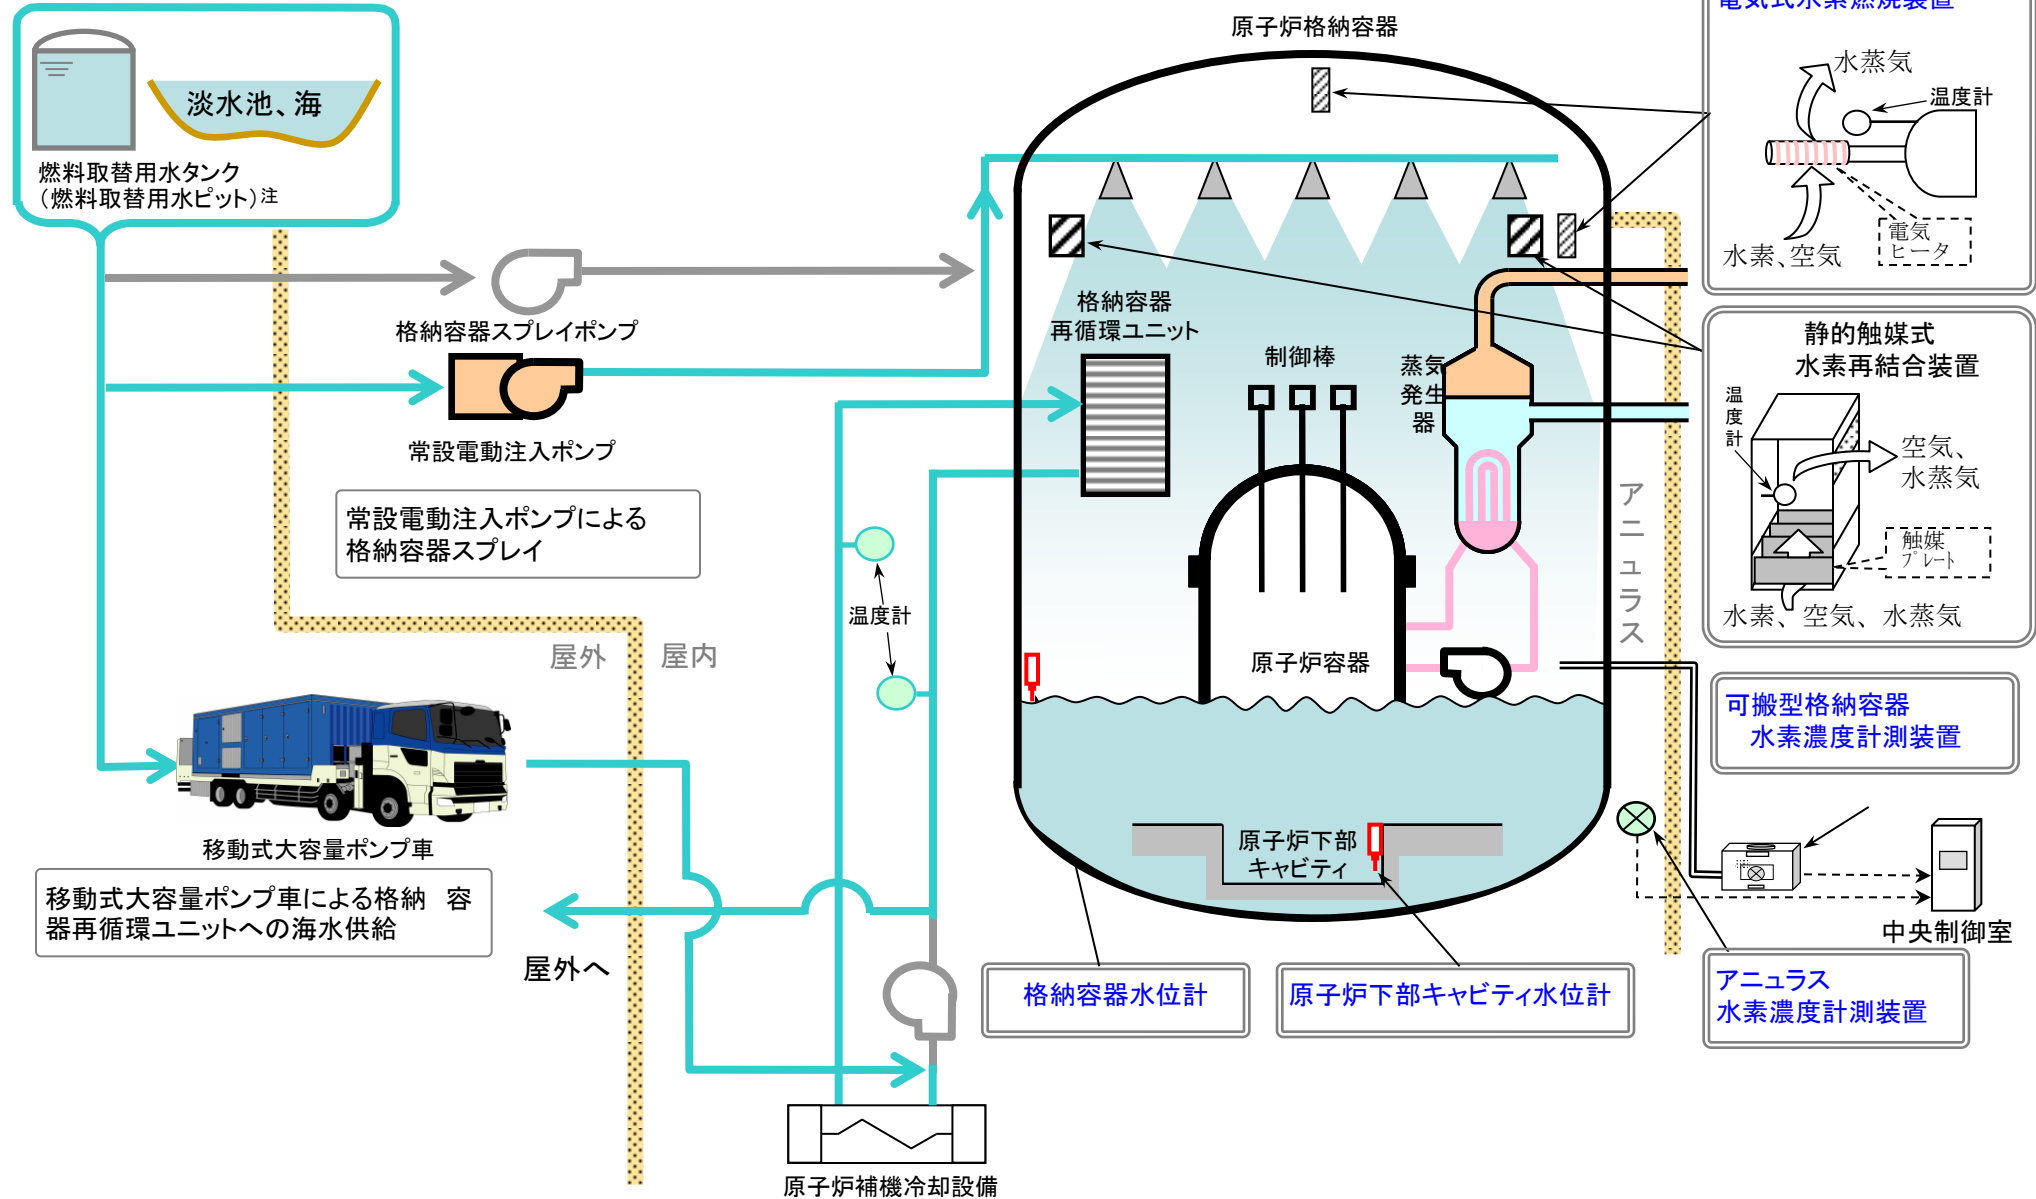 淡水池、海
燃料取替用水タンク
(燃料取替用水ピット)注
格納容器スプレイポンプ
常設電動注入ポンプ
常設電動注入ポンプによる
格納容器スプレイ
屋外
屋内
移動式大容量ポンプ車
移動式大容量ポンプ車による格納 容
器再循環ユニットへの海水供給
屋外へ
温度計
原子炉補機冷却設備
原子炉格納容器
格納容器
再循環ユニット
制御棒
蒸気
発生
器
原子炉容器
原子炉下部
キャビティ
アニュラス
格納容器水位計
原子炉下部キャビティ水位計
電気式水素燃焼装置
水蒸気
温度計
電気
ヒータ
水素、空気
静的触媒式
水素再結合装置
温度計
空気、
水蒸気
触媒
プレート
水素、空気、水蒸気
可搬型格納容器
水素濃度計測装置
中央制御室
アニュラス
水素濃度計測装置